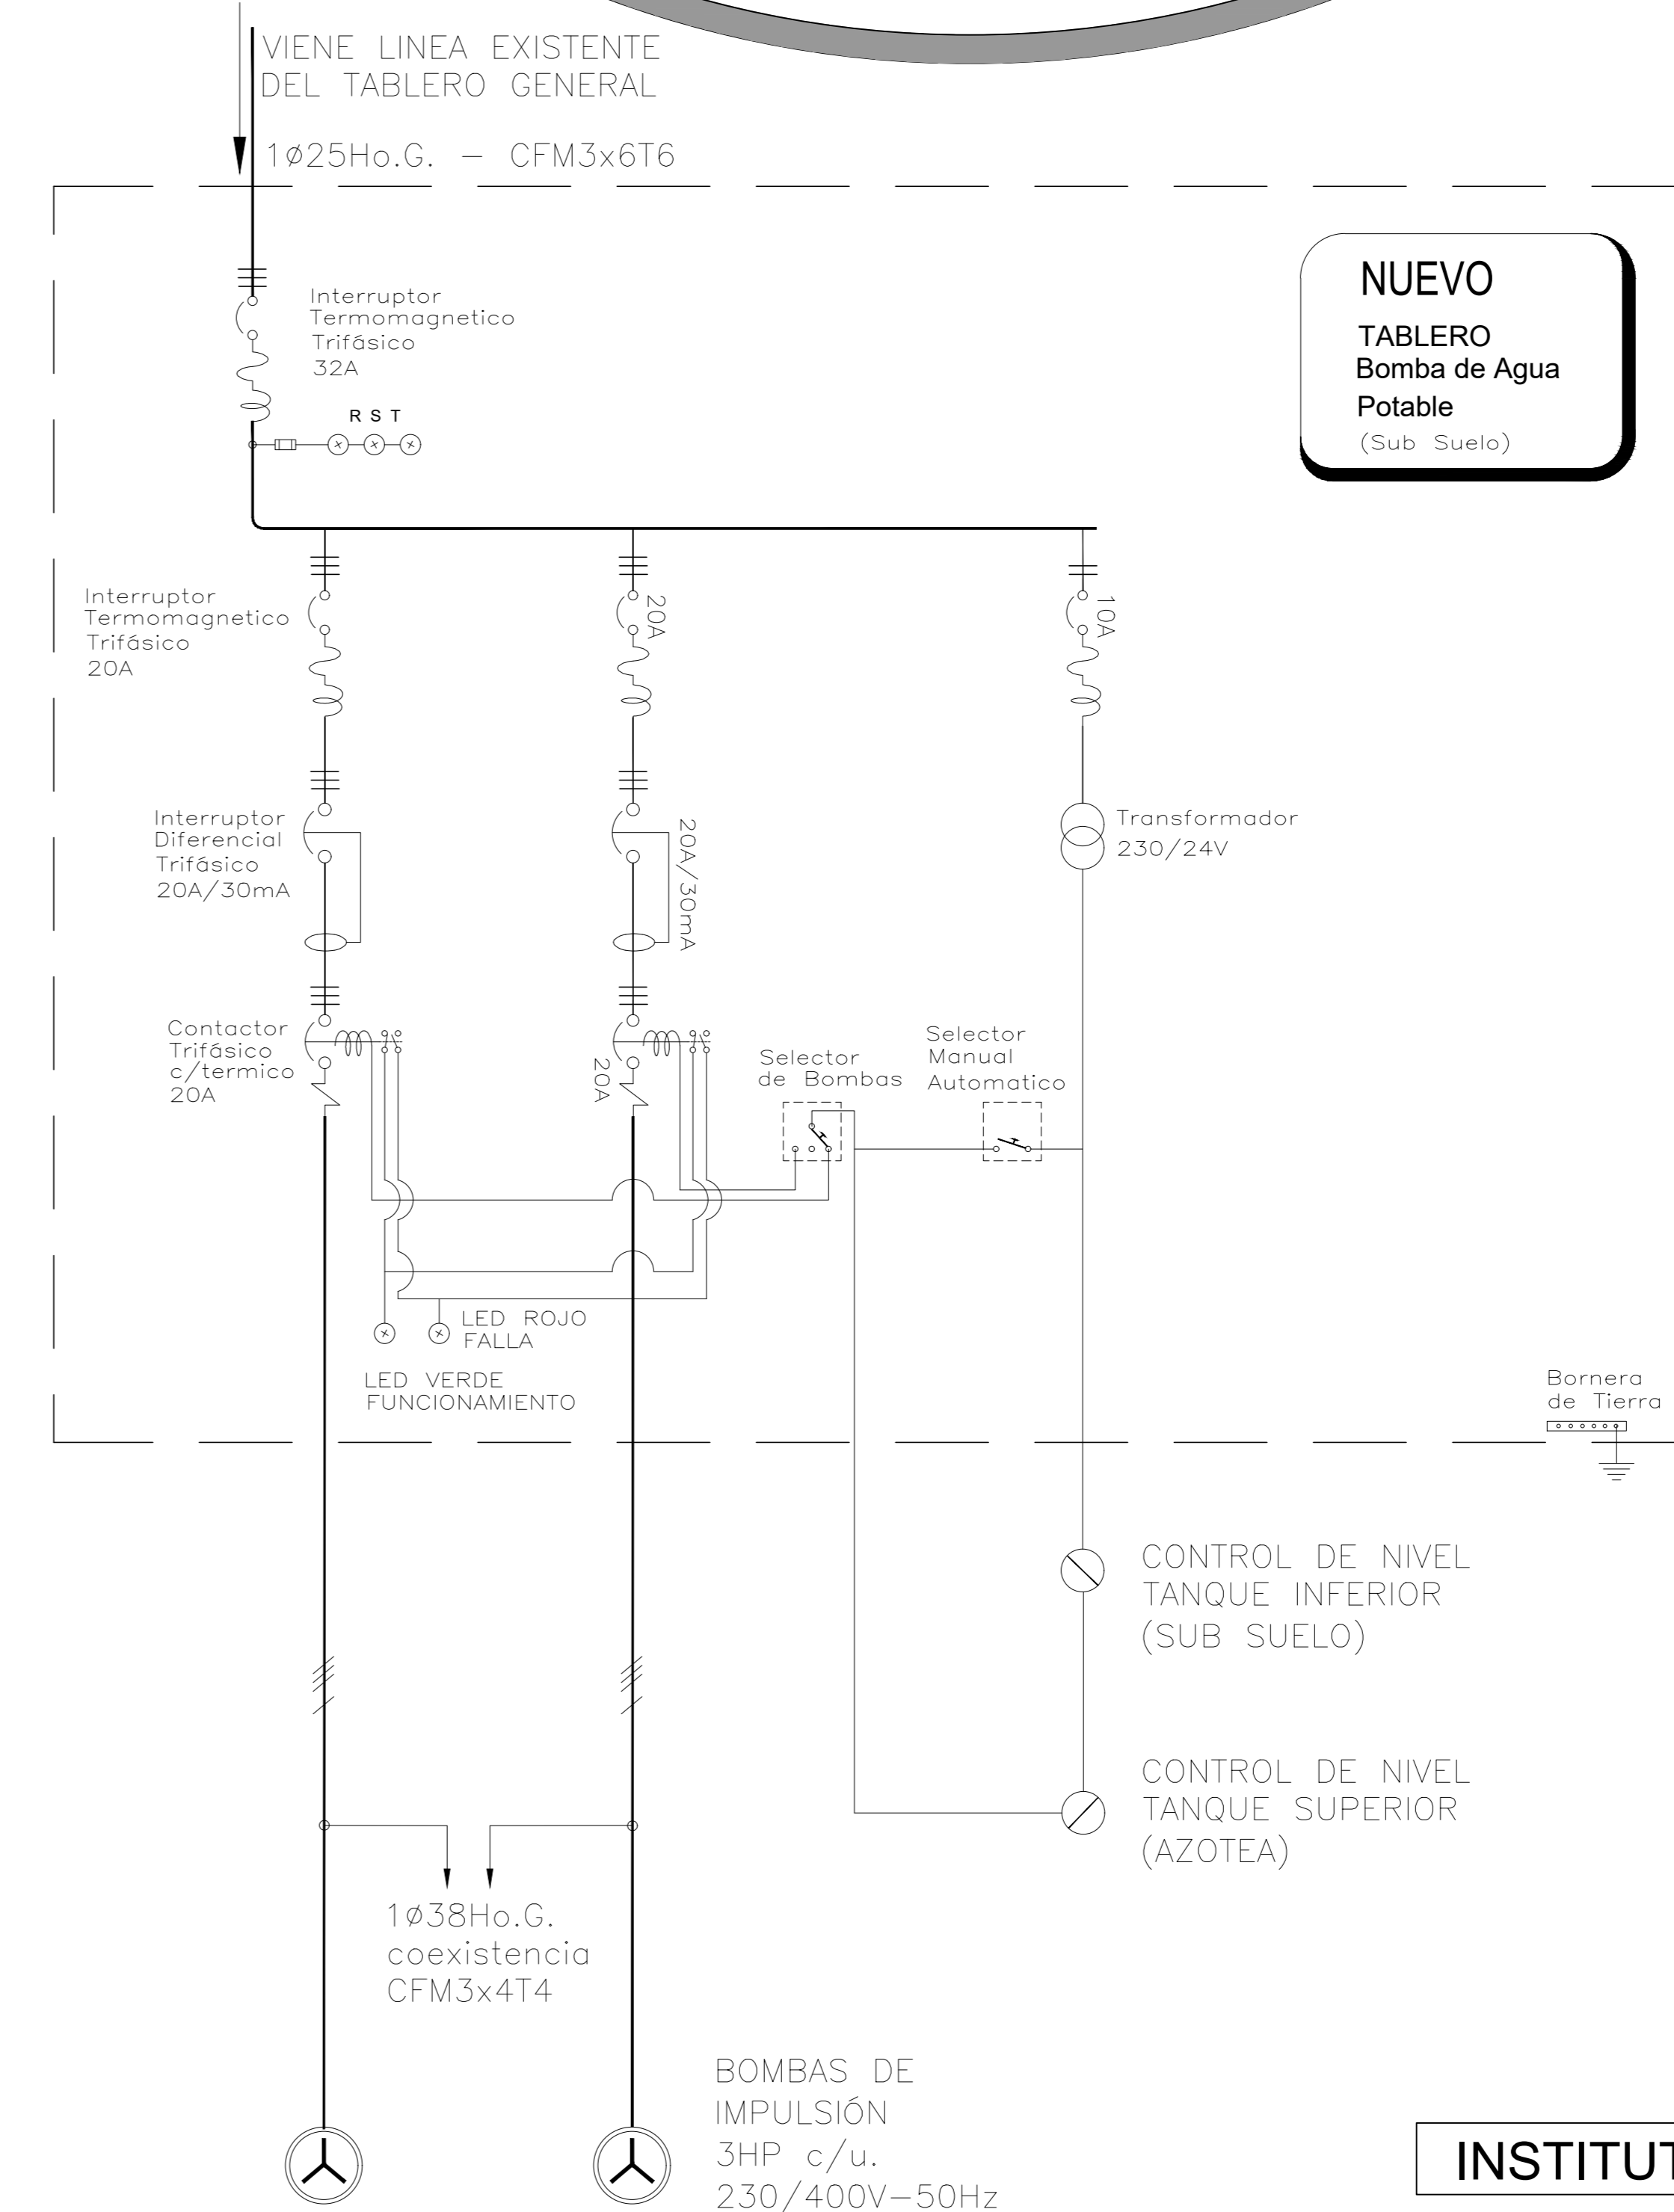 VIENE LINEA EXISTENTE
DEL TABLERO GENERAL
1ø25Ho.G. – CFM3x6T6
NUEVO
TABLERO
Bomba de Agua
Potable
(Sub Suelo)
Interruptor
Termomagnetico
Trifásico
32A
R S T
Interruptor
Termomagnetico
Trifásico
20A
20A
10A
Interruptor
Diferencial
Trifásico
20A/30mA
20A/30mA
Transformador
230/24V
Contactor
Trifásico
c/termico
20A
20A
Selector
de Bombas
Selector
Manual
Automatico
LED ROJO
FALLA
LED VERDE
FUNCIONAMIENTO
Bornera
de Tierra
CONTROL DE NIVEL
TANQUE INFERIOR
(SUB SUELO)
CONTROL DE NIVEL
TANQUE SUPERIOR
(AZOTEA)
1ø38Ho.G.
coexistencia
CFM3x4T4
BOMBAS DE
IMPULSIÓN
3HP c/u.
230/400V–50Hz
INSTITUT